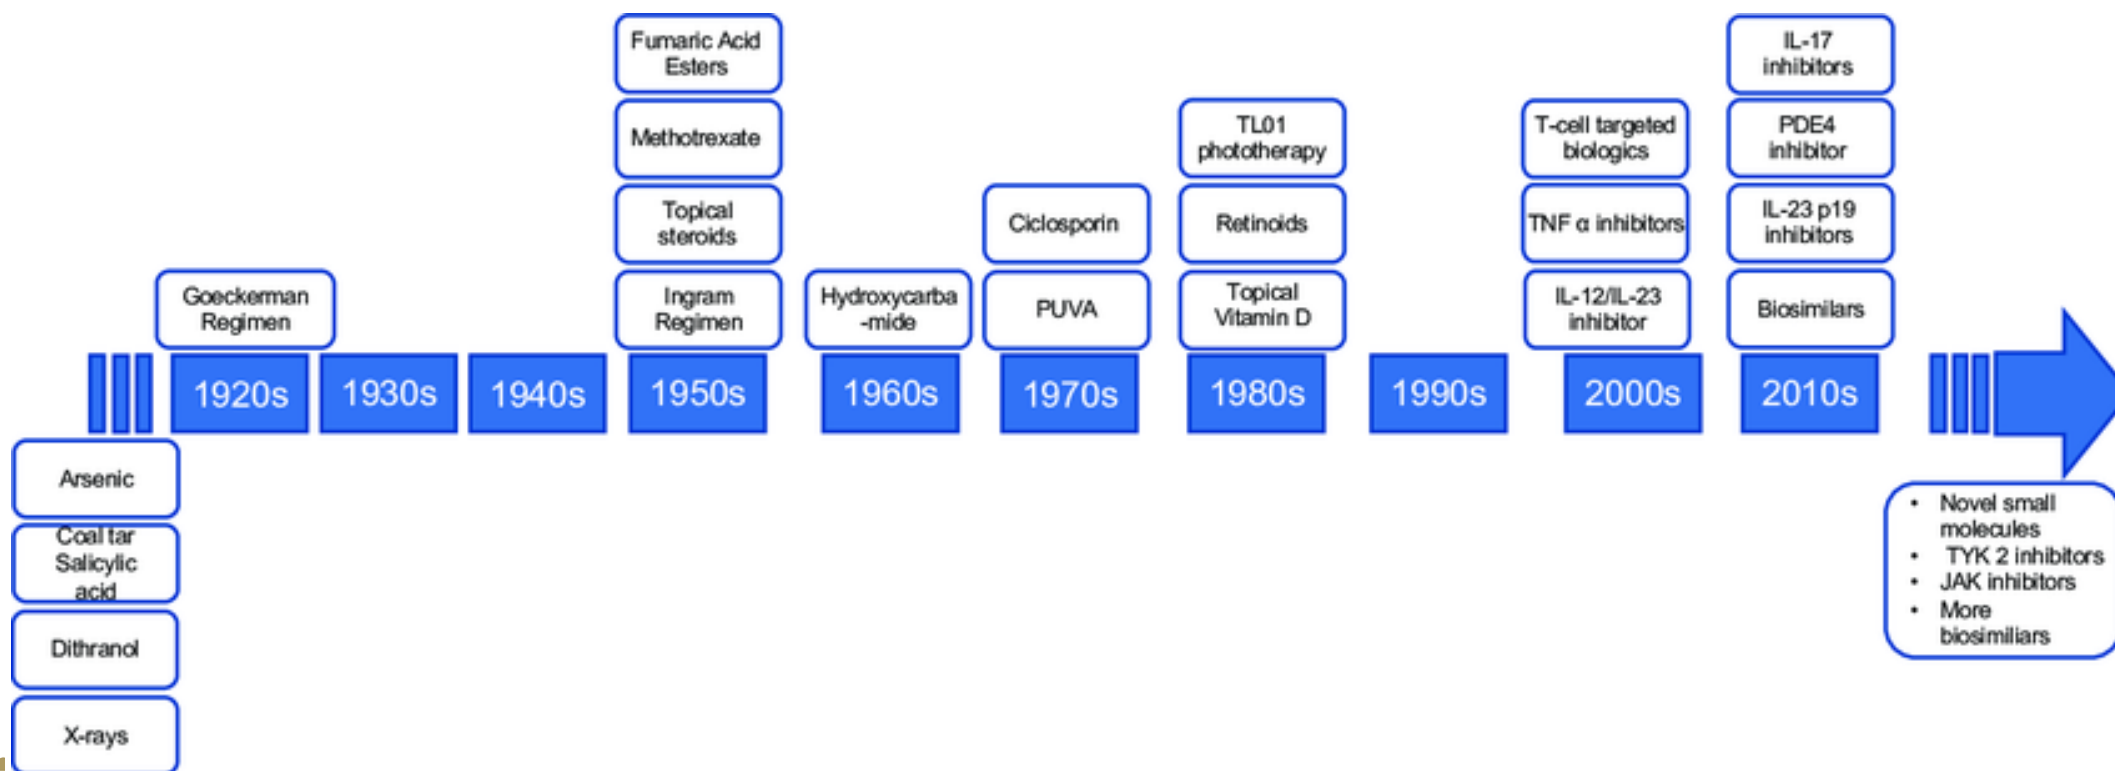 Fumaric Acid
Esters
Methotrexate
Topical
steroids
Ingram
Regimen
Goeckerman
Regimen
Hydroxycarba
-mide
Ciclosporin
PUVA
TL01
phototherapy
Retinoids
Topical
Vitamin D
T-cell targeted
biologics
TNF α inhibitors
IL-12/IL-23
inhibitor
IL-17
inhibitors
PDE4
inhibitor
IL-23 p19
inhibitors
Biosimilars
1920s
1930s
1940s
1950s
1960s
1970s
1980s
1990s
2000s
2010s
Arsenic
Coal tar
Salicylic
acid
Dithranol
X-rays
• Novel small
molecules
• TYK 2 inhibitors
• JAK inhibitors
• More
biosimiliars